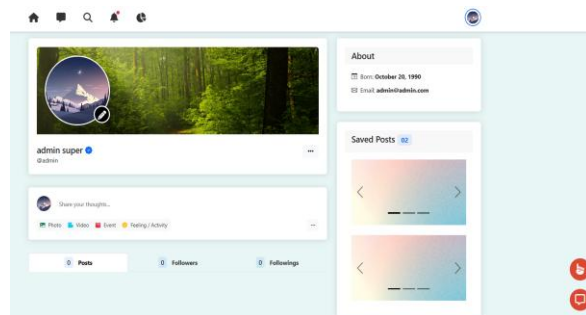 admin super
@admin
Share your thoughts...
Photo Video Event Feeling / Activity
0 Posts 0 Followers 0 Followings
About
Born: October 20, 1990
Email: admin@admin.com
Saved Posts 02